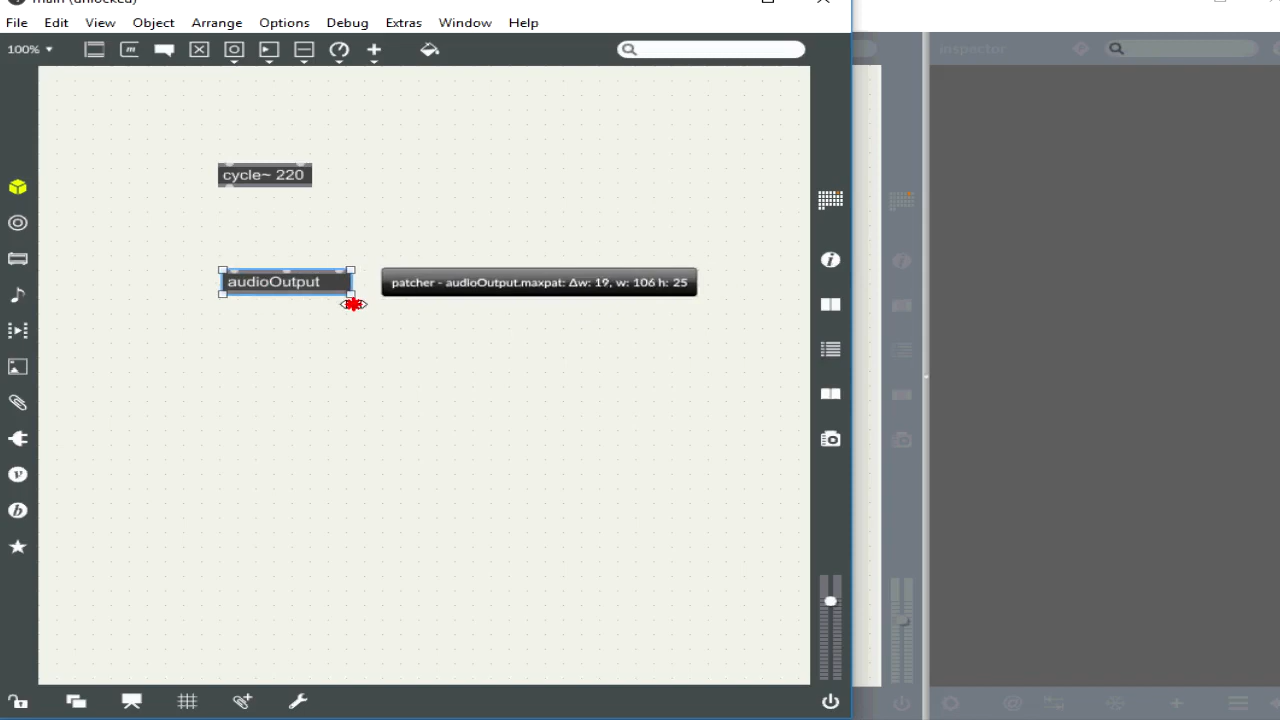 main (unlocked)
File Edit View Object Arrange Options Debug Extras Window Help
100%
inspector
cycle~ 220
audioOutput
patcher - audioOutput.maxpat: Δw: 19, w: 106 h: 25